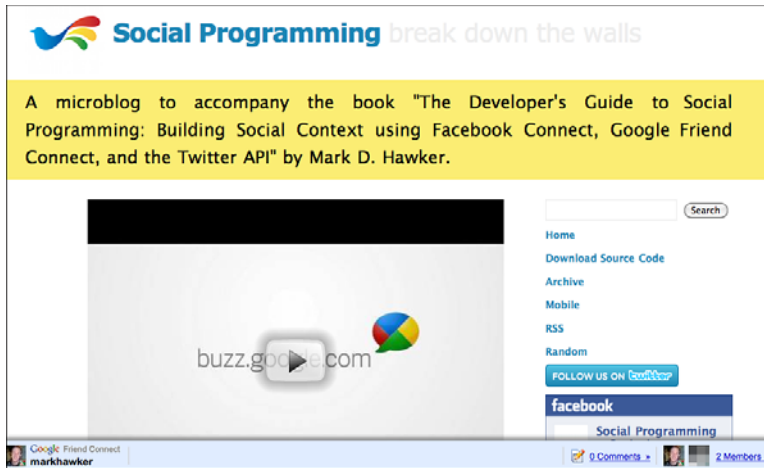 Social Programming break down the walls
A microblog to accompany the book "The Developer's Guide to Social
Programming: Building Social Context using Facebook Connect, Google Friend
Connect, and the Twitter API" by Mark D. Hawker.
Search
Home
Download Source Code
Archive
Mobile
RSS
Random
FOLLOW US ON twitter
facebook
Social Programming
buzz.google.com
Google Friend Connect
markhawker
0 Comments »
2 Members